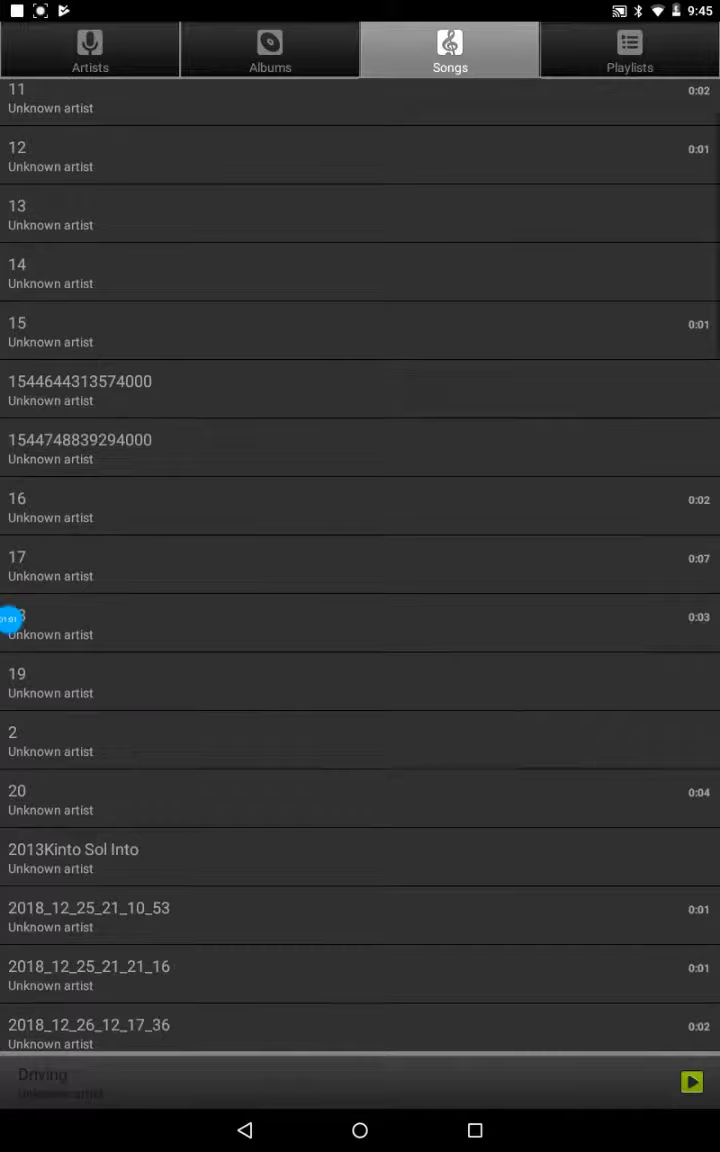 9:45
Artists
Albums
Songs
Playlists
11
0:02
Unknown artist
12
0:01
Unknown artist
13
Unknown artist
14
Unknown artist
15
0:01
Unknown artist
1544644313574000
Unknown artist
1544748839294000
Unknown artist
16
0:02
Unknown artist
17
0:07
Unknown artist
0:03
Unknown artist
19
Unknown artist
2
Unknown artist
20
0:04
Unknown artist
2013Kinto Sol Into
Unknown artist
2018_12_25_21_10_53
0:01
Unknown artist
2018_12_25_21_21_16
0:01
Unknown artist
2018_12_26_12_17_36
0:02
Unknown artist
Driving
Unknown artist